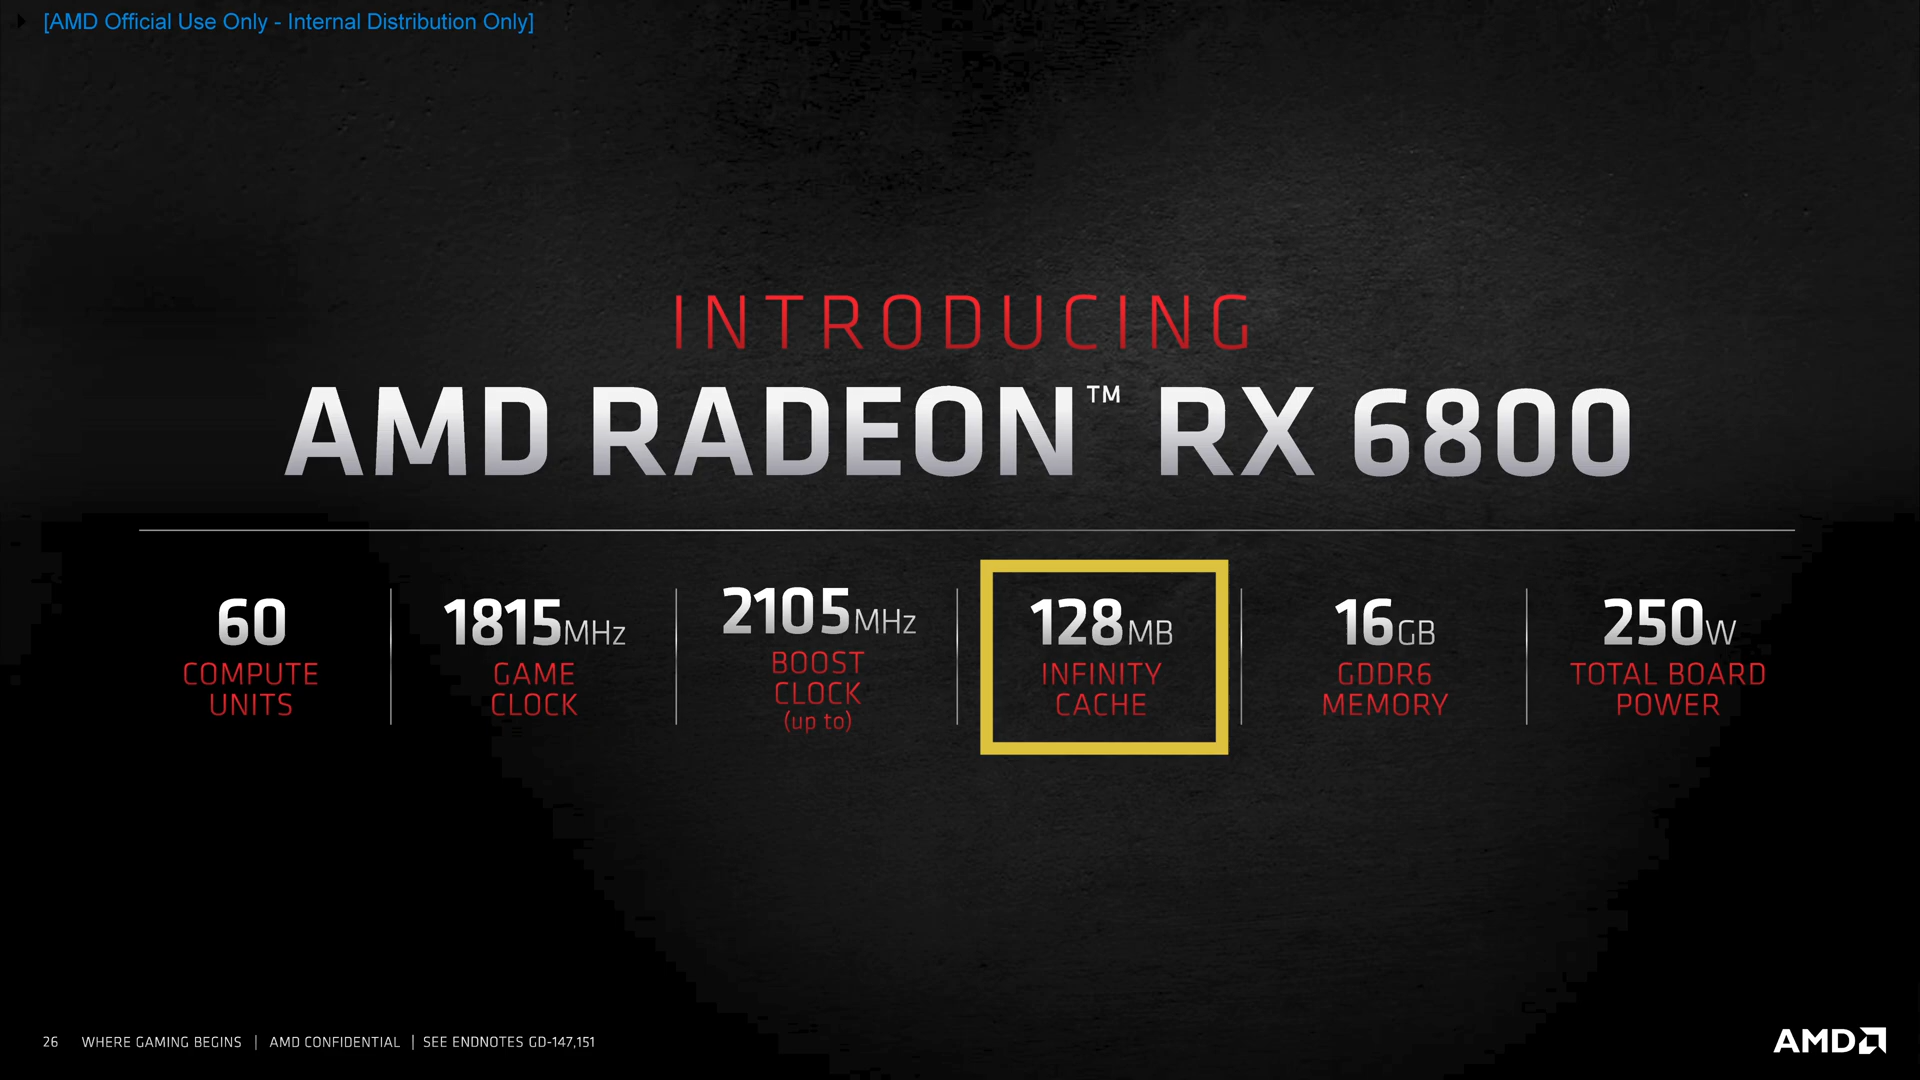 [AMD Official Use Only - Internal Distribution Only]
INTRODUCING
AMD RADEON™ RX 6800
60
COMPUTE
UNITS
1815MHz
GAME
CLOCK
2105MHz
BOOST
CLOCK
(up to)
128MB
INFINITY
CACHE
16GB
GDDR6
MEMORY
250W
TOTAL BOARD
POWER
26 WHERE GAMING BEGINS | AMD CONFIDENTIAL | SEE ENDNOTES GD-147,151
AMD